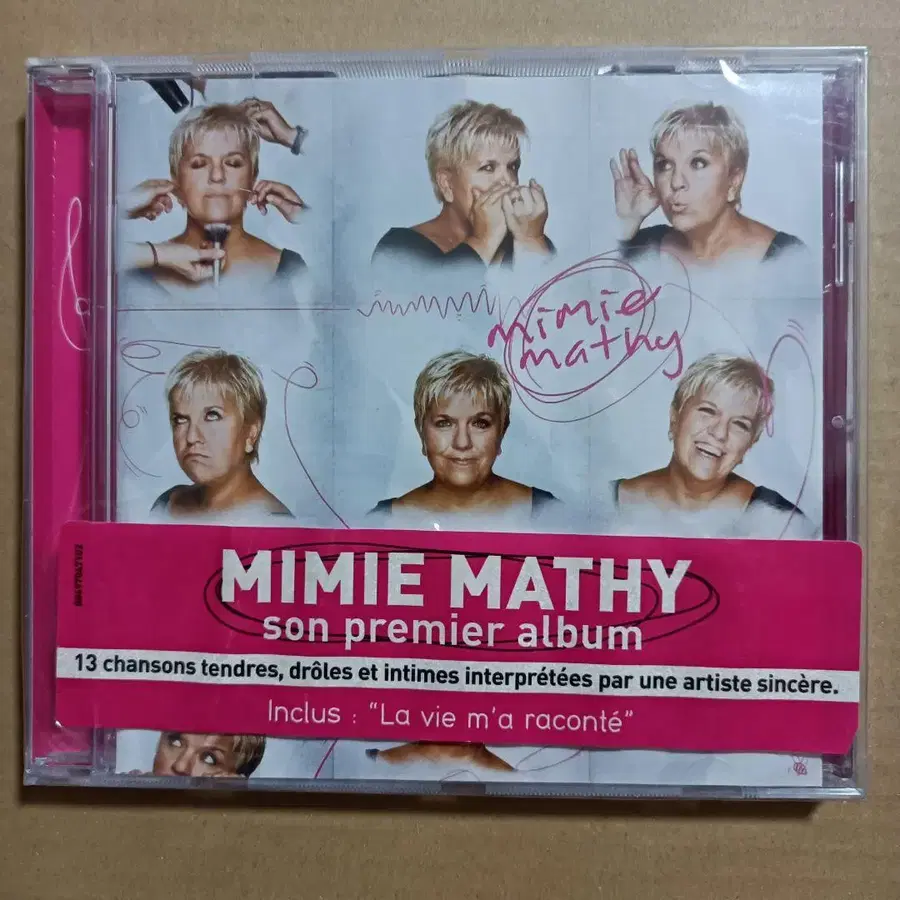 mimie
mathy
MIMIE MATHY
son premier album
13 chansons tendres, drôles et intimes interprétées par une artiste sincère.
Inclus : “La vie m'a raconté”